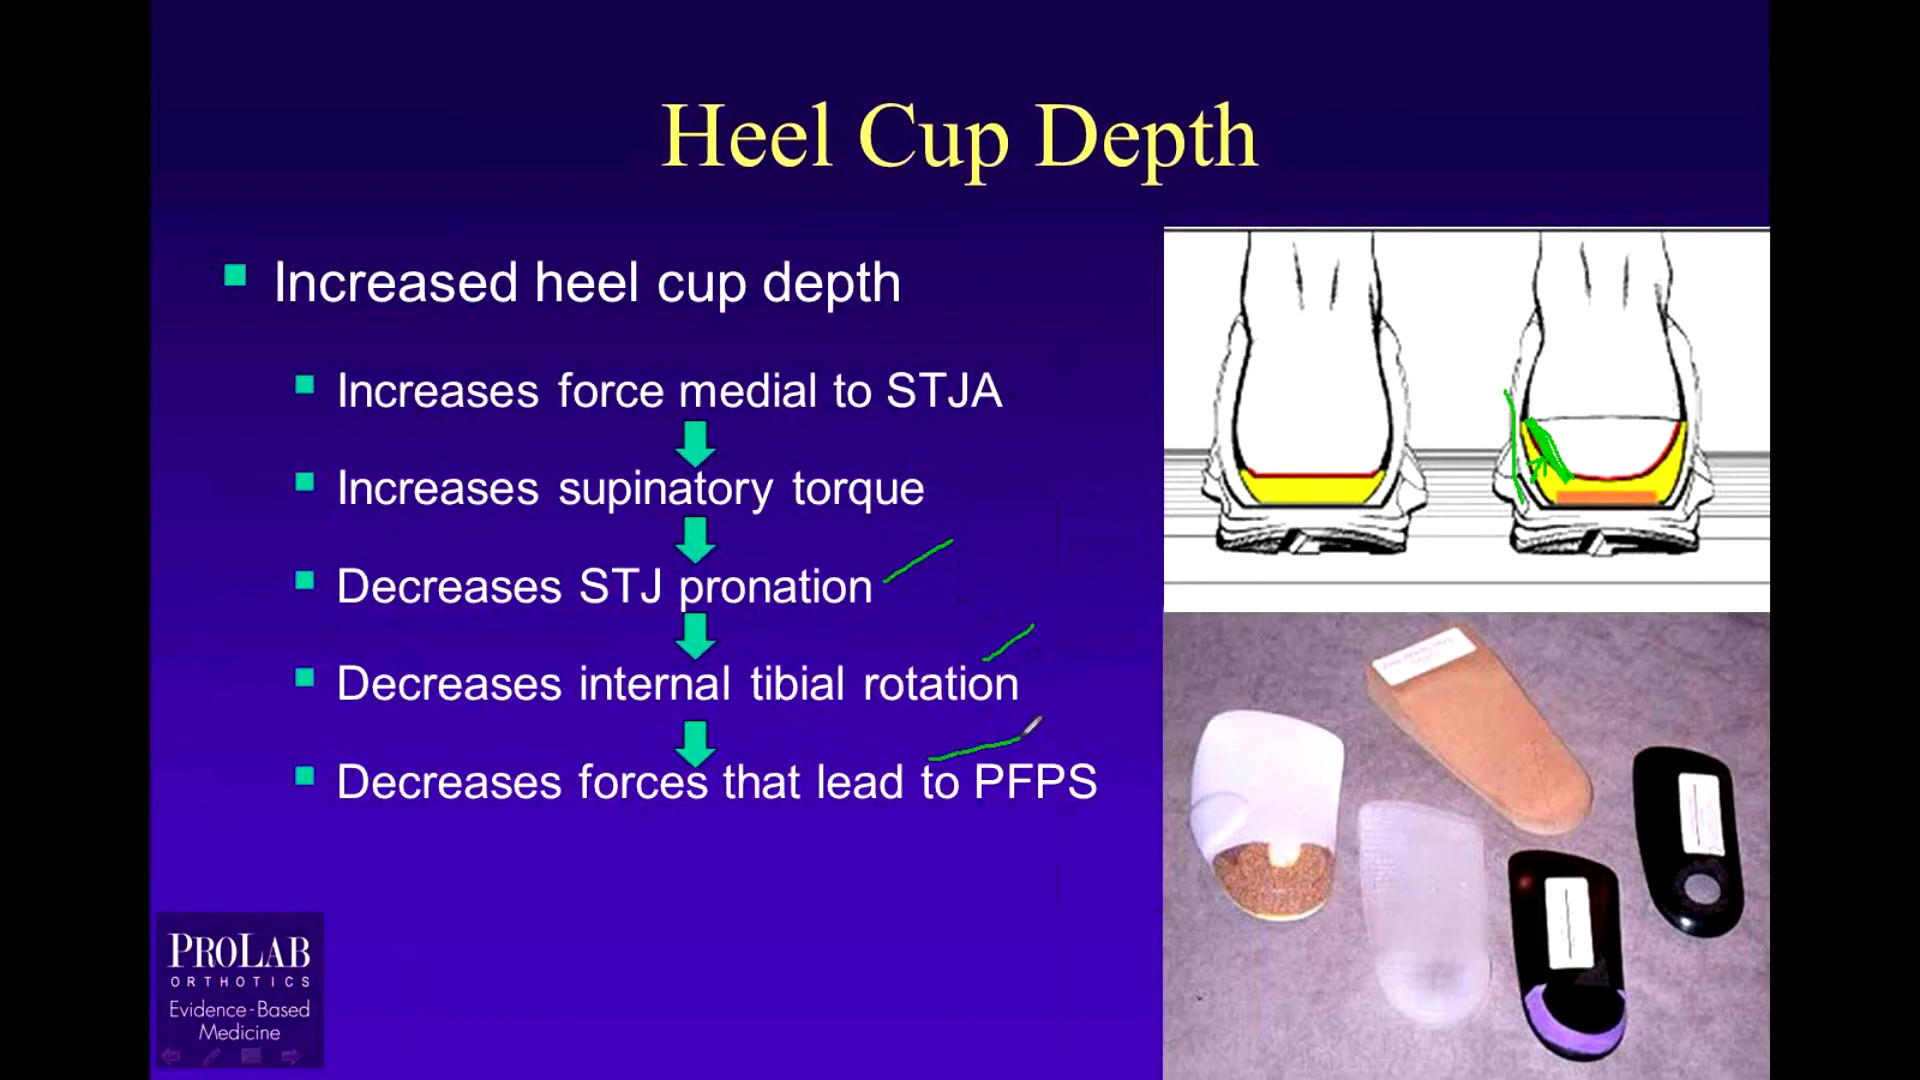 Heel Cup Depth
Increased heel cup depth
Increases force medial to STJA
Increases supinatory torque
Decreases STJ pronation
Decreases internal tibial rotation
Decreases forces that lead to PFPS
PROLAB
ORTHOTICS
Evidence-Based
Medicine